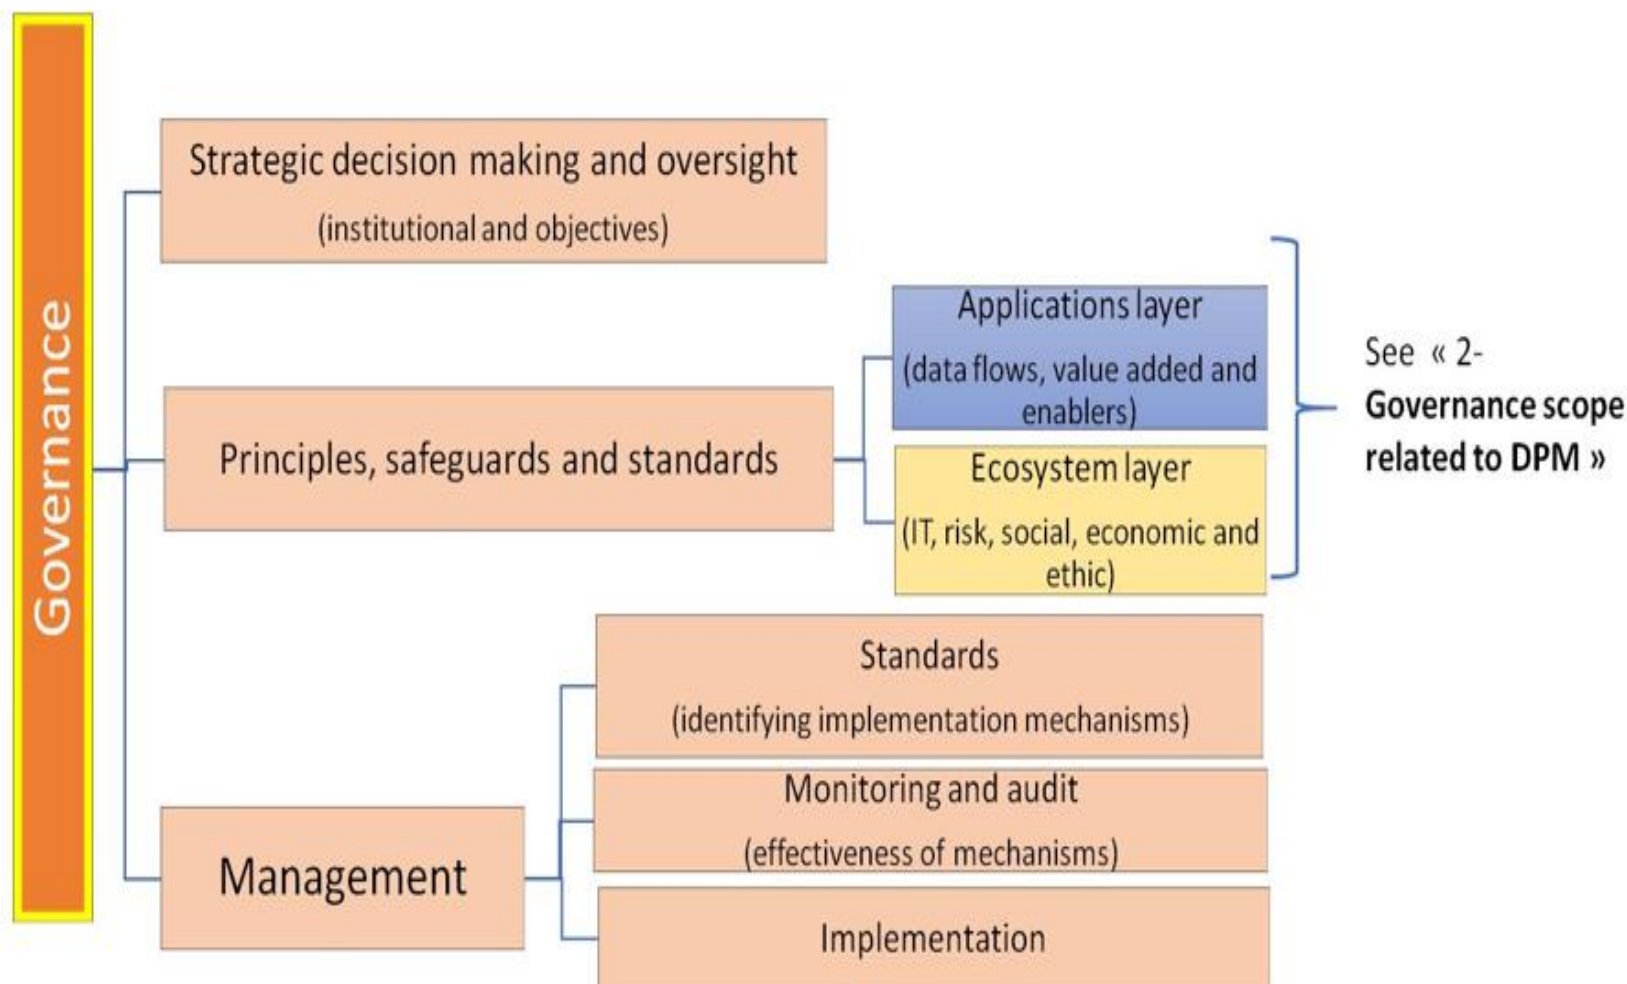 Governance
Strategic decision making and oversight
(institutional and objectives)
Principles, safeguards and standards
Applications layer
(data flows, value added and
enablers)
Ecosystem layer
(IT, risk, social, economic and
ethic)
See « 2-
Governance scope
related to DPM »
Management
Standards
(identifying implementation mechanisms)
Monitoring and audit
(effectiveness of mechanisms)
Implementation